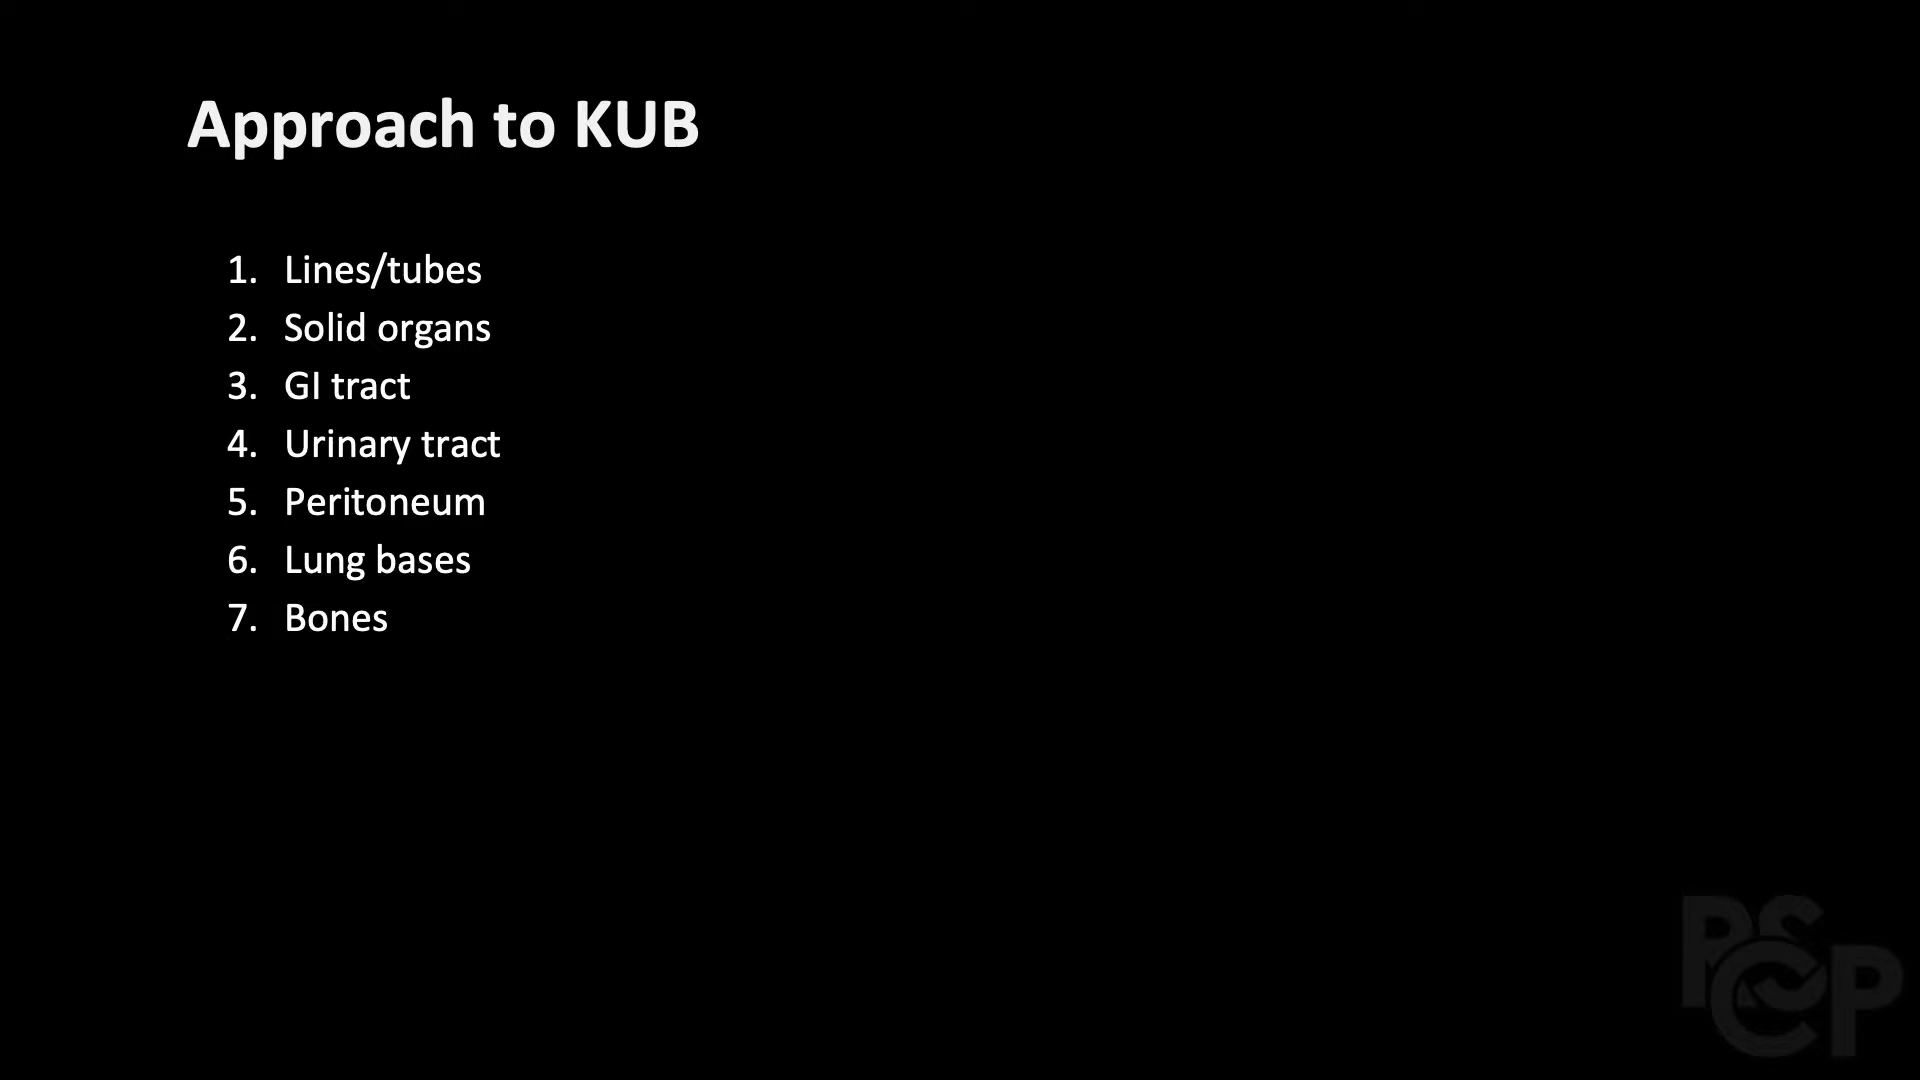 Approach to KUB
1. Lines/tubes
2. Solid organs
3. GI tract
4. Urinary tract
5. Peritoneum
6. Lung bases
7. Bones